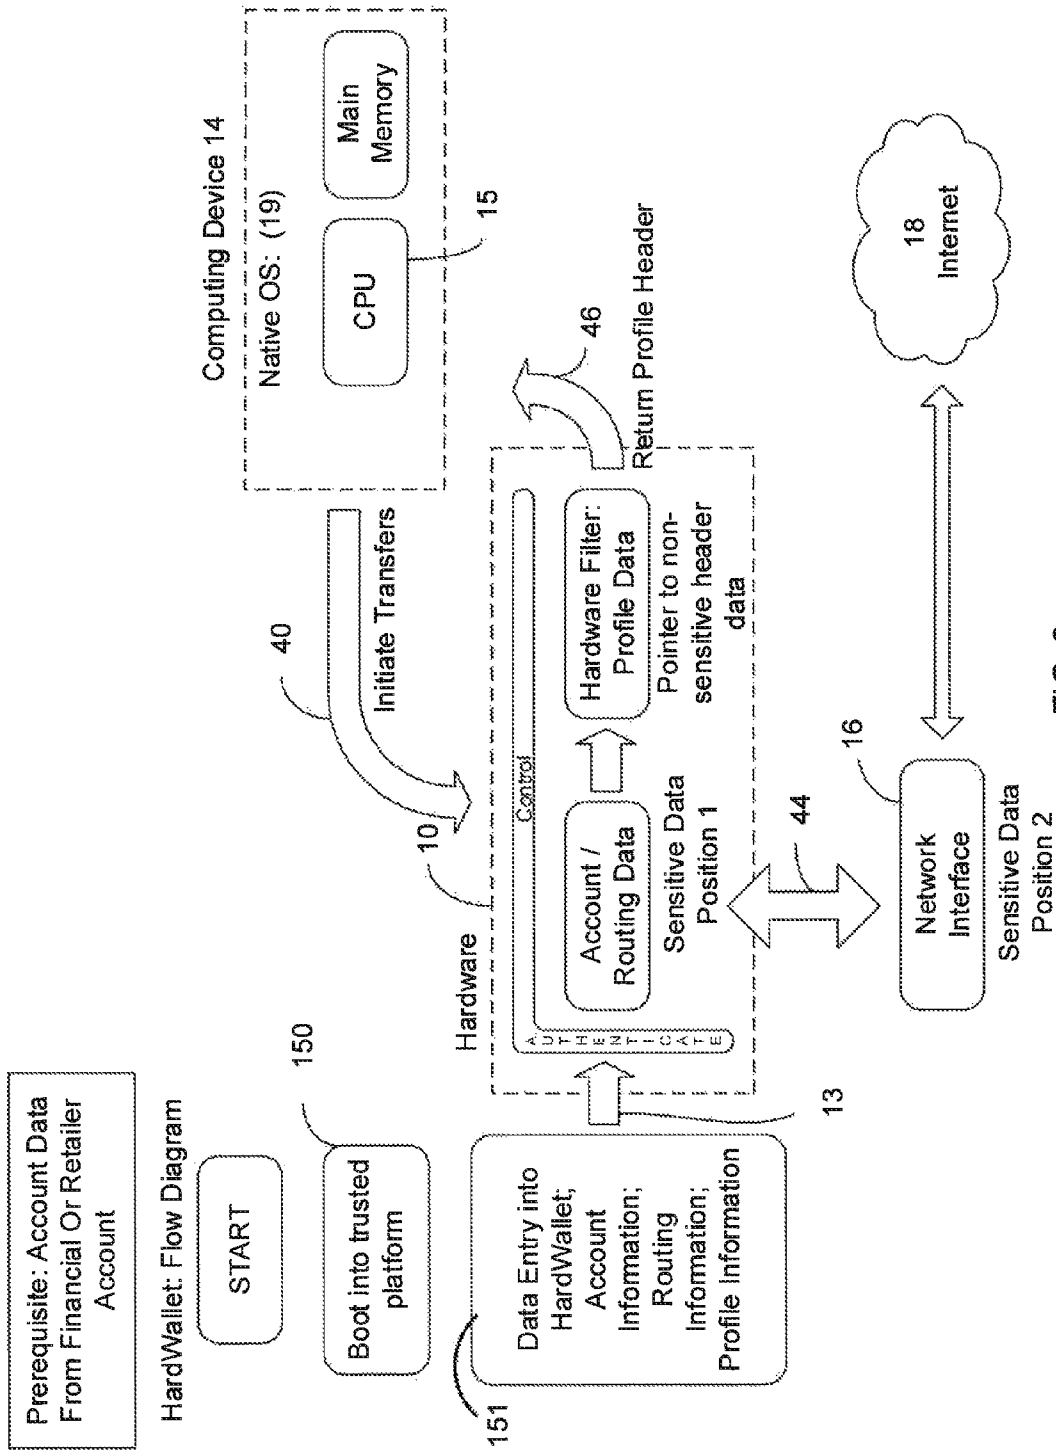 Prerequisite: Account Data
From Financial Or Retailer
Account
HardWallet: Flow Diagram
START
150
Boot into trusted
platform
151
Data Entry into
HardWallet;
Account
Information;
Routing
Information;
Profile Information
13
Hardware
10
AUTHENTICATE
Control
Account /
Routing Data
Sensitive Data
Position 1
Hardware Filter:
Profile Data
Pointer to non-
sensitive header
data
40
Initiate Transfers
46
Return Profile Header
Computing Device 14
Native OS: (19)
CPU
Main
Memory
15
44
16
Network
Interface
Sensitive Data
Position 2
18
Internet